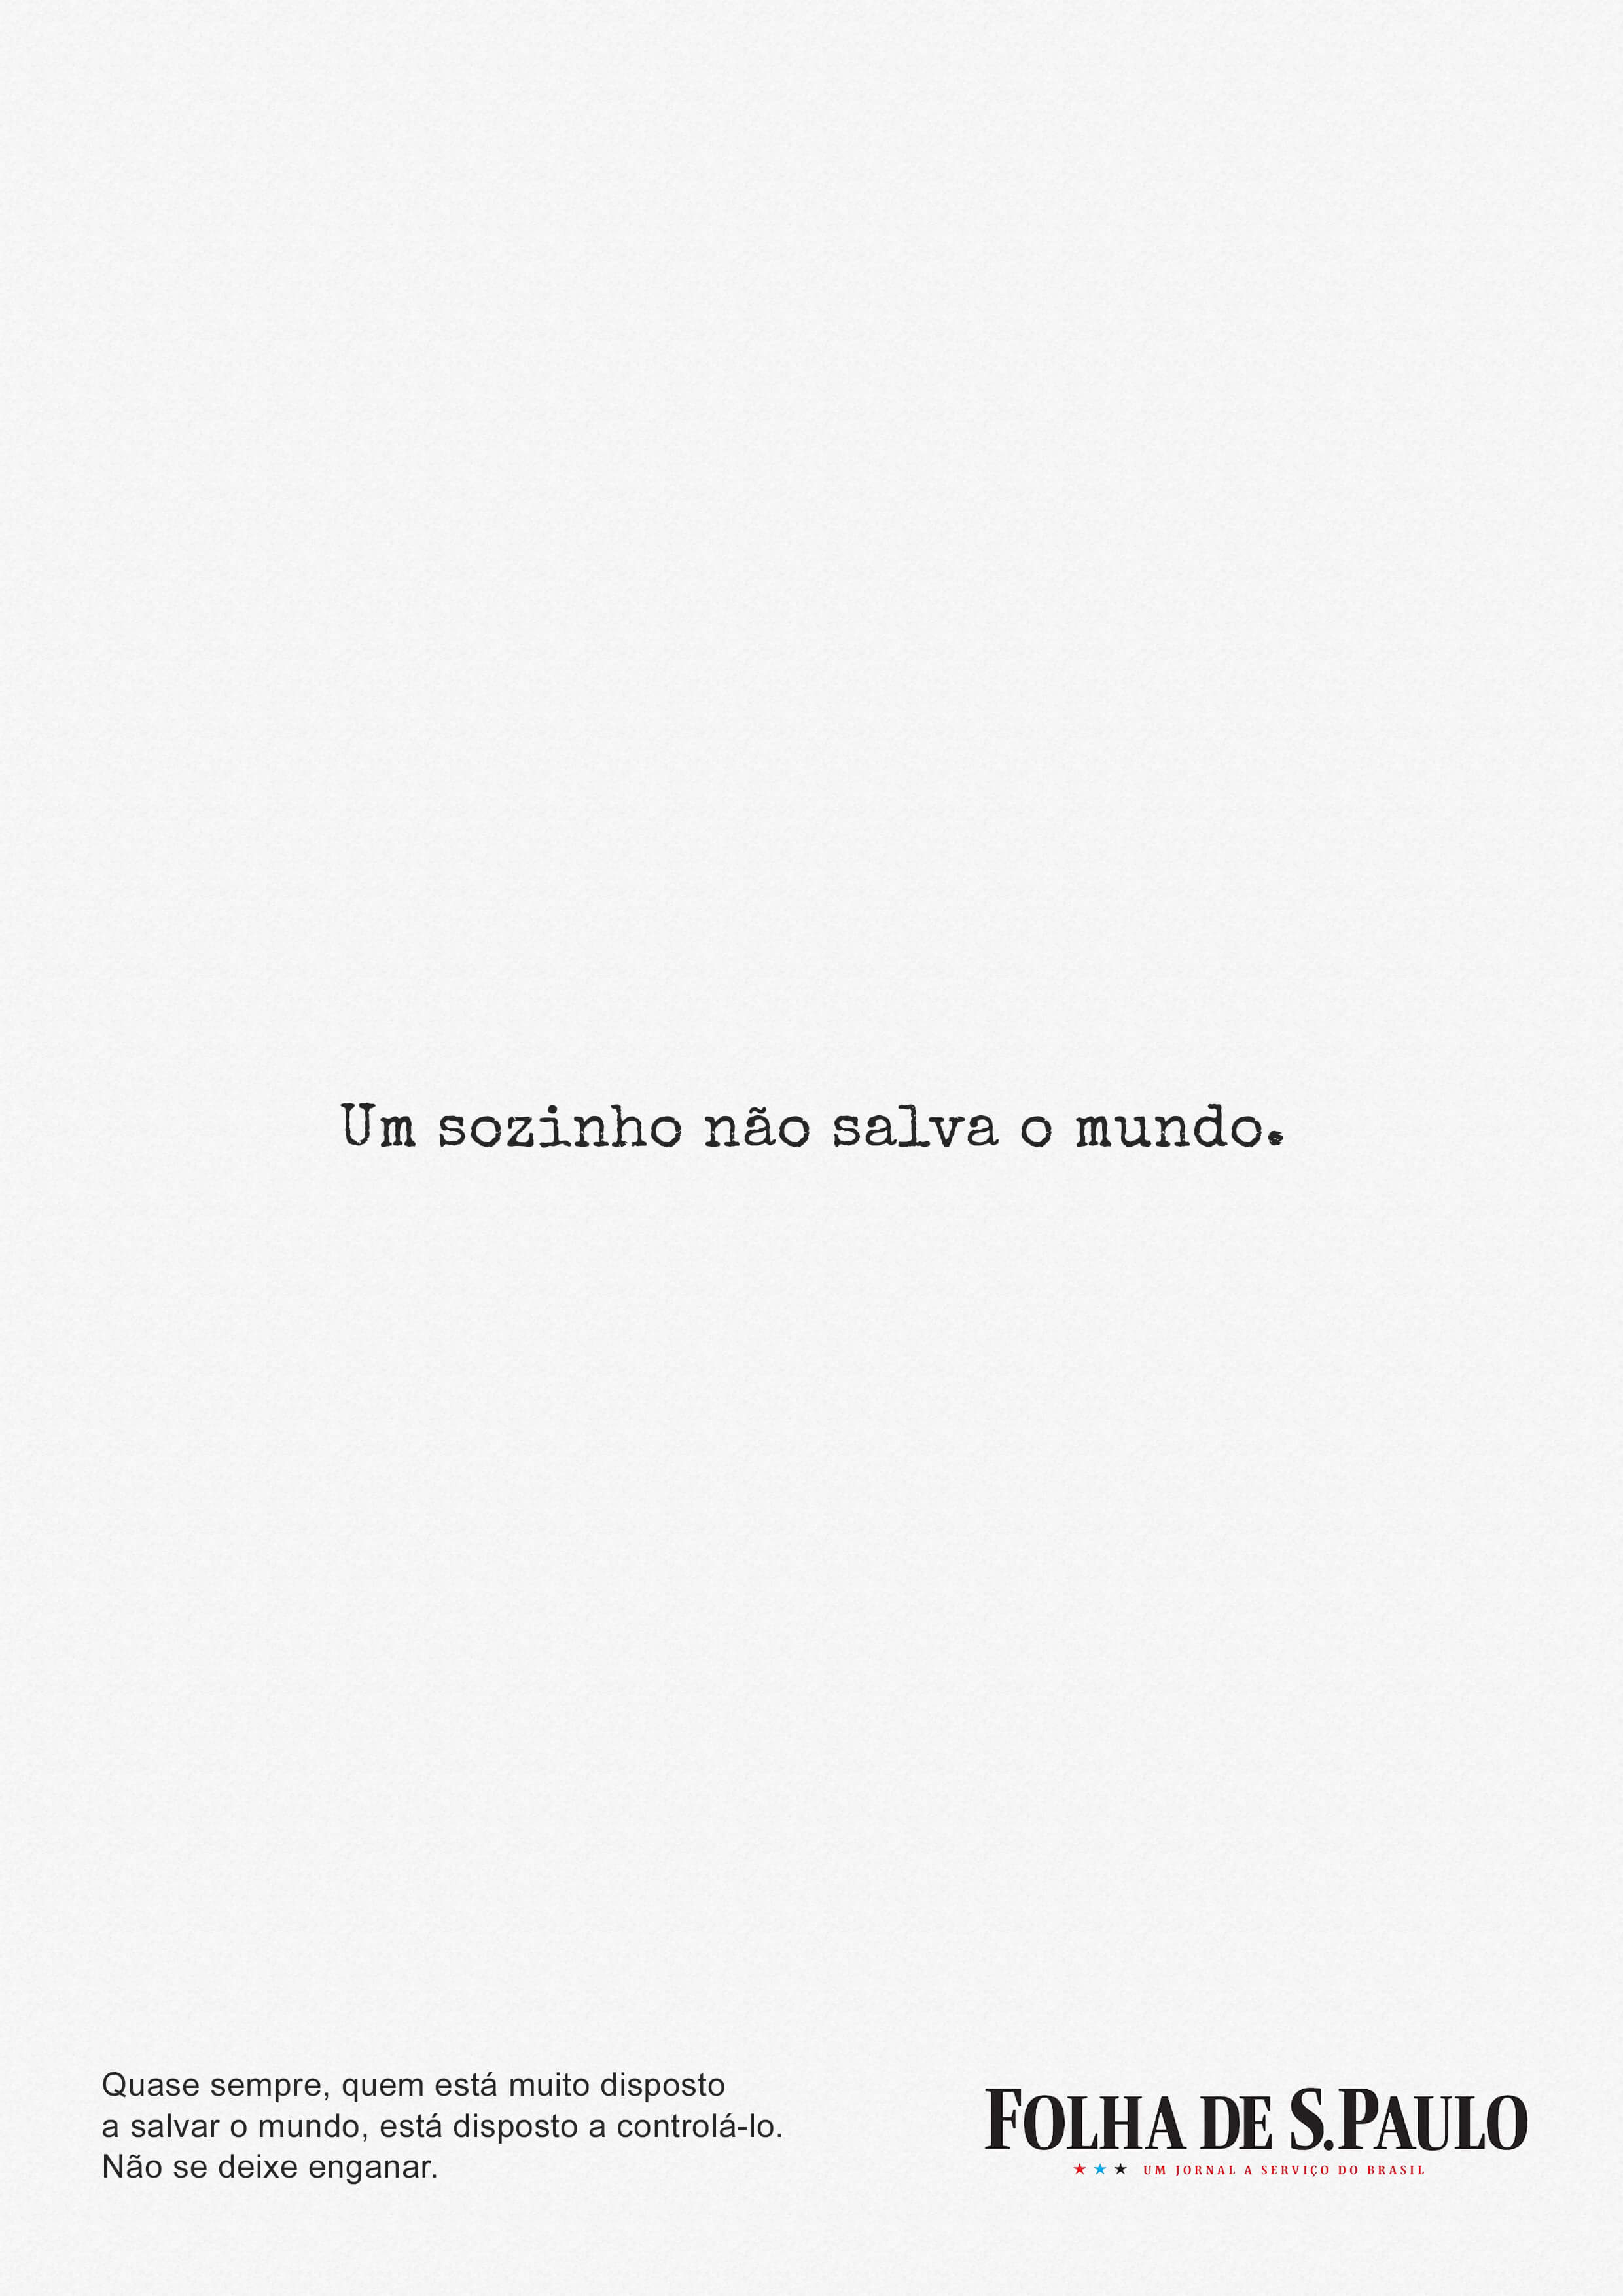 Um sozinho não salva o mundo.
Quase sempre, quem está muito disposto
a salvar o mundo, está disposto a controlá-lo.
Não se deixe enganar.
FOLHA DE S.PAULO
★ ★ ★ UM JORNAL A SERVIÇO DO BRASIL